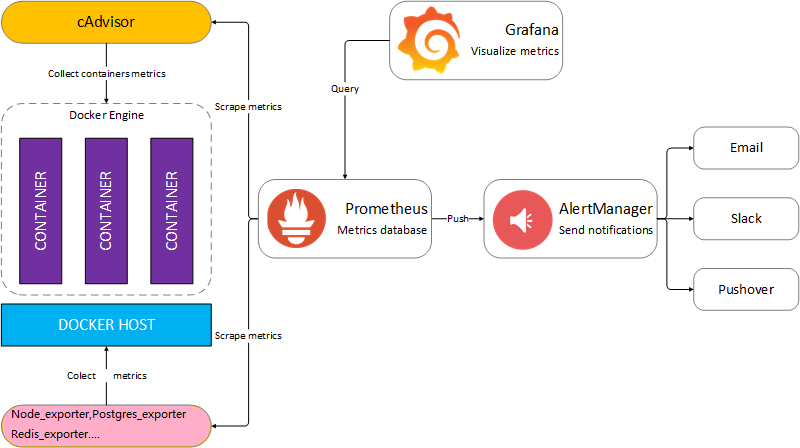 cAdvisor
Collect containers metrics
Docker Engine
CONTAINER
CONTAINER
CONTAINER
DOCKER HOST
Colect metrics
Node_exporter,Postgres_exporter
Redis_exporter....
Scrape metrics
Scrape metrics
Grafana
Visualize metrics
Query
Prometheus
Metrics database
Push
AlertManager
Send notifications
Email
Slack
Pushover